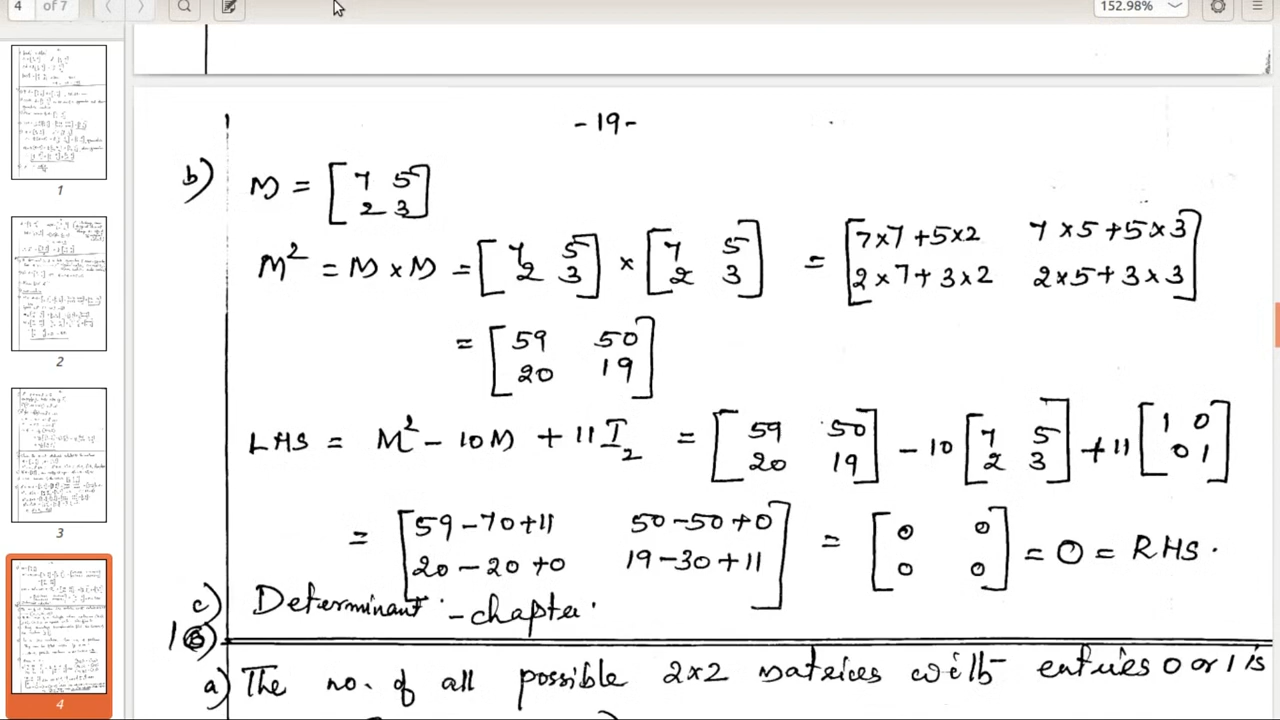 4 of 7
152.98%
1
2
3
4
-19-
b) M = [7 5
2 3]
M² = M × M = [7 5
2 3] × [7 5
2 3] = [7×7+5×2 7×5+5×3
2×7+3×2 2×5+3×3]
= [59 50
20 19]
LHS = M² - 10M + 11I₂ = [59 50
20 19] - 10 [7 5
2 3] + 11 [1 0
0 1]
= [59-70+11 50-50+0
20-20+0 19-30+11] = [0 0
0 0] = 0 = RHS.
c) Determinant - chapter.
a) The no. of all possible 2×2 matrices with entries 0 or 1 is